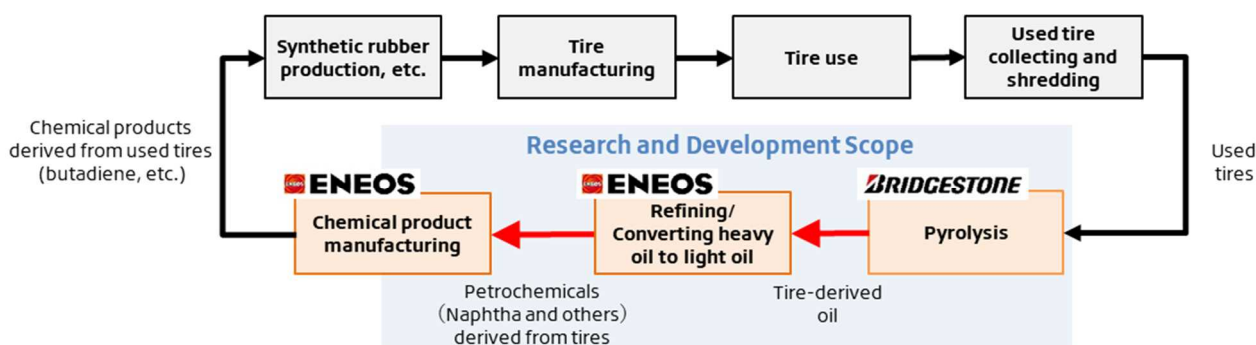 Synthetic rubber
production, etc.
Tire
manufacturing
Tire use
Used tire
collecting and
shredding
Chemical products
derived from used tires
(butadiene, etc.)
Used
tires
Research and Development Scope
ENEOS
Chemical product
manufacturing
ENEOS
Refining/
Converting heavy
oil to light oil
BRIDGESTONE
Pyrolysis
Petrochemicals
（Naphtha and others）
derived from tires
Tire-derived
oil